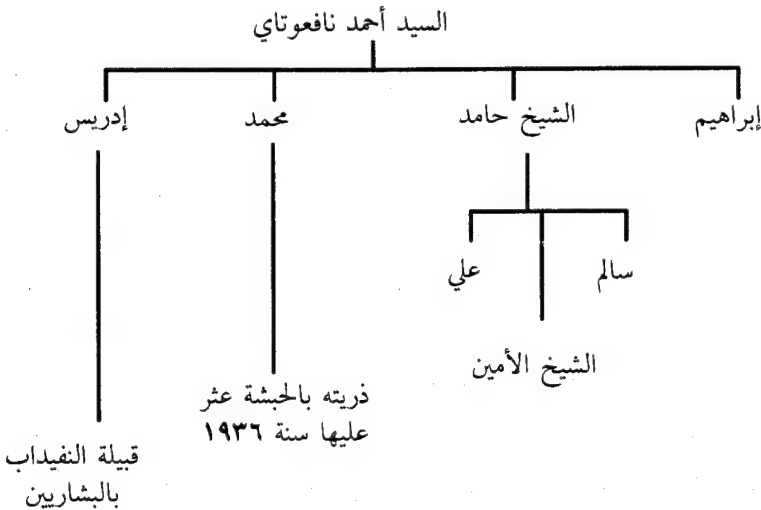 السيد أحمد نافعوتاي
إبراهيم
الشيخ حامد
محمد
إدريس
سالم
علي
الشيخ الأمين
ذريته بالحبشة عثر
عليها سنة ١٩٣٦
قبيلة النفيداب
بالبشاريين